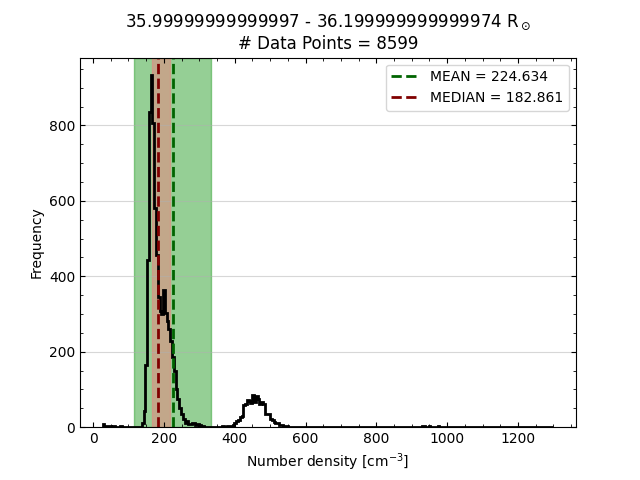 35.99999999999997 - 36.199999999999974 R⊙
# Data Points = 8599
MEAN = 224.634
MEDIAN = 182.861
Frequency
800
600
400
200
0
0 200 400 600 800 1000 1200
Number density [cm⁻³]